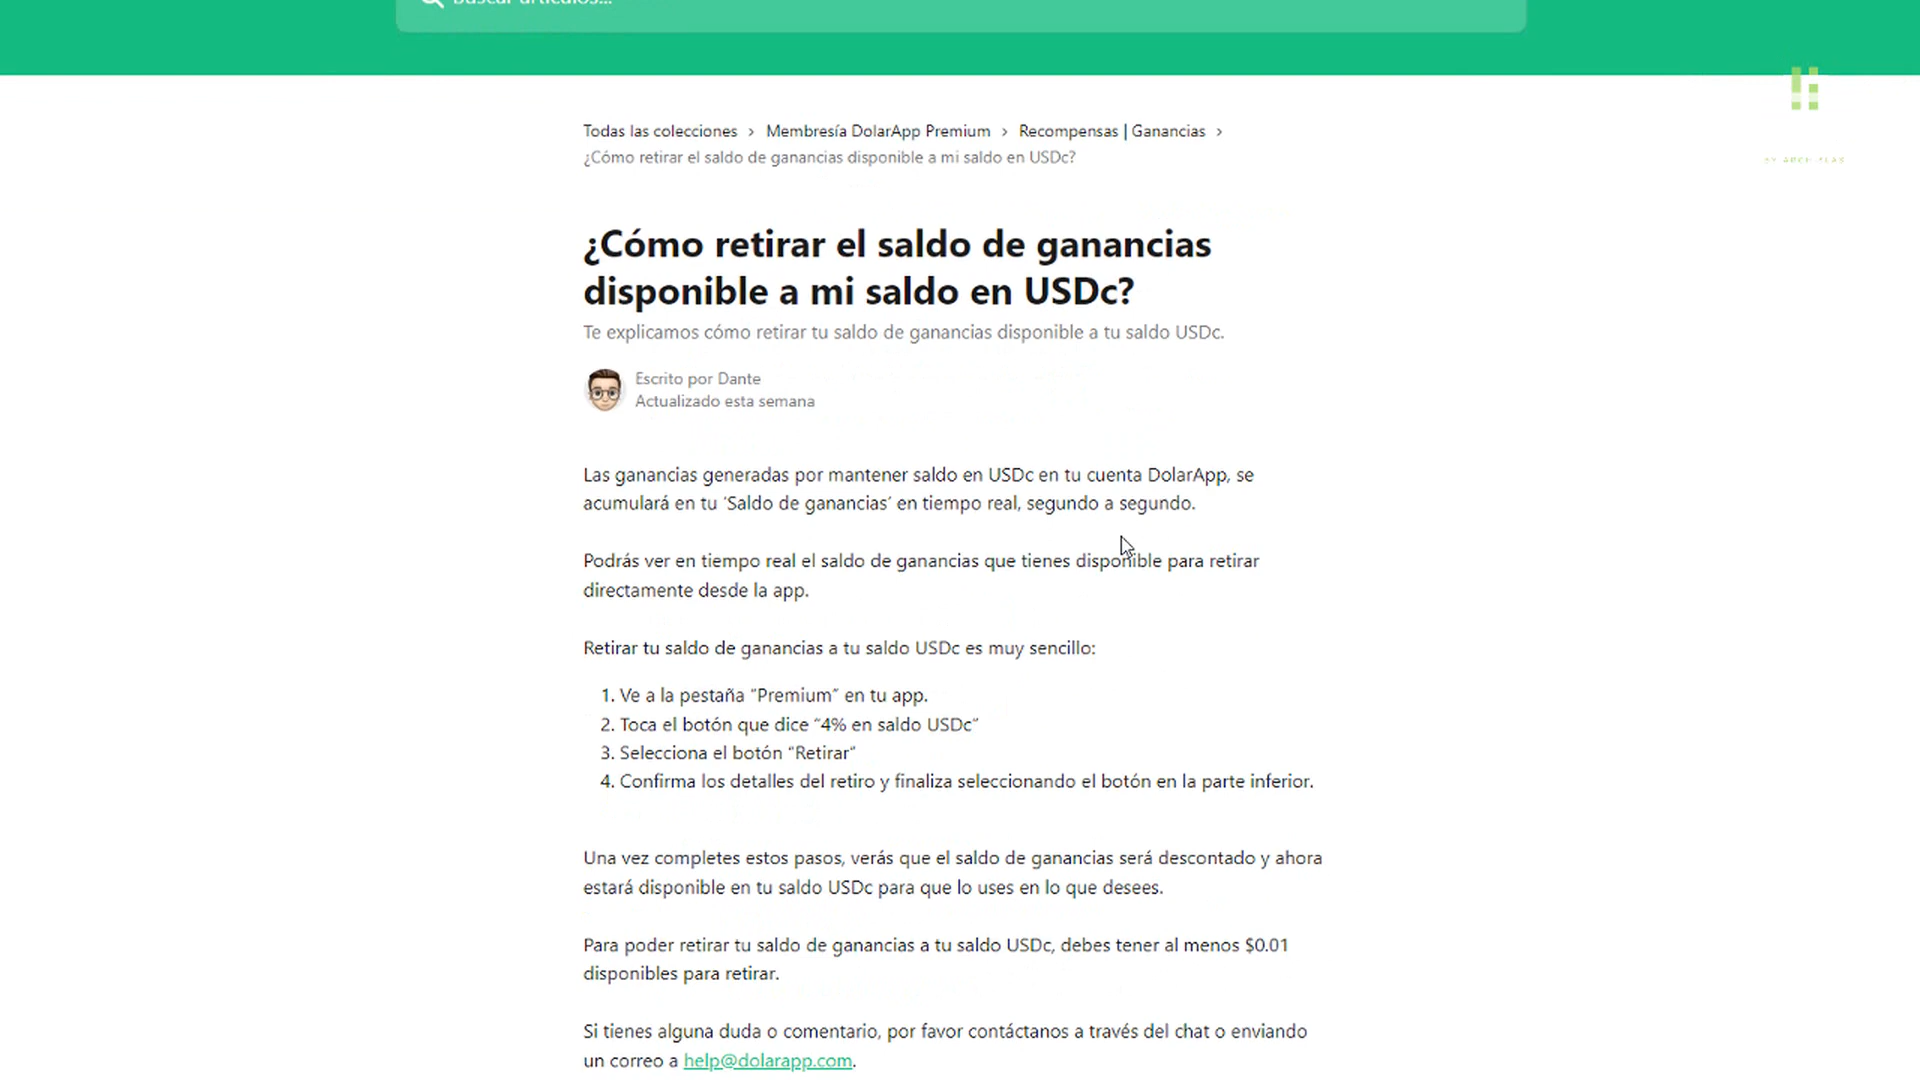 Buscar artículos...
Todas las colecciones > Membresía DolarApp Premium > Recompensas | Ganancias >
¿Cómo retirar el saldo de ganancias disponible a mi saldo en USDc?
¿Cómo retirar el saldo de ganancias
disponible a mi saldo en USDc?
Te explicamos cómo retirar tu saldo de ganancias disponible a tu saldo USDc.
Escrito por Dante
Actualizado esta semana
Las ganancias generadas por mantener saldo en USDc en tu cuenta DolarApp, se
acumulará en tu ‘Saldo de ganancias’ en tiempo real, segundo a segundo.
Podrás ver en tiempo real el saldo de ganancias que tienes disponible para retirar
directamente desde la app.
Retirar tu saldo de ganancias a tu saldo USDc es muy sencillo:
1. Ve a la pestaña “Premium” en tu app.
2. Toca el botón que dice “4% en saldo USDc”
3. Selecciona el botón “Retirar”
4. Confirma los detalles del retiro y finaliza seleccionando el botón en la parte inferior.
Una vez completes estos pasos, verás que el saldo de ganancias será descontado y ahora
estará disponible en tu saldo USDc para que lo uses en lo que desees.
Para poder retirar tu saldo de ganancias a tu saldo USDc, debes tener al menos $0.01
disponibles para retirar.
Si tienes alguna duda o comentario, por favor contáctanos a través del chat o enviando
un correo a help@dolarapp.com.